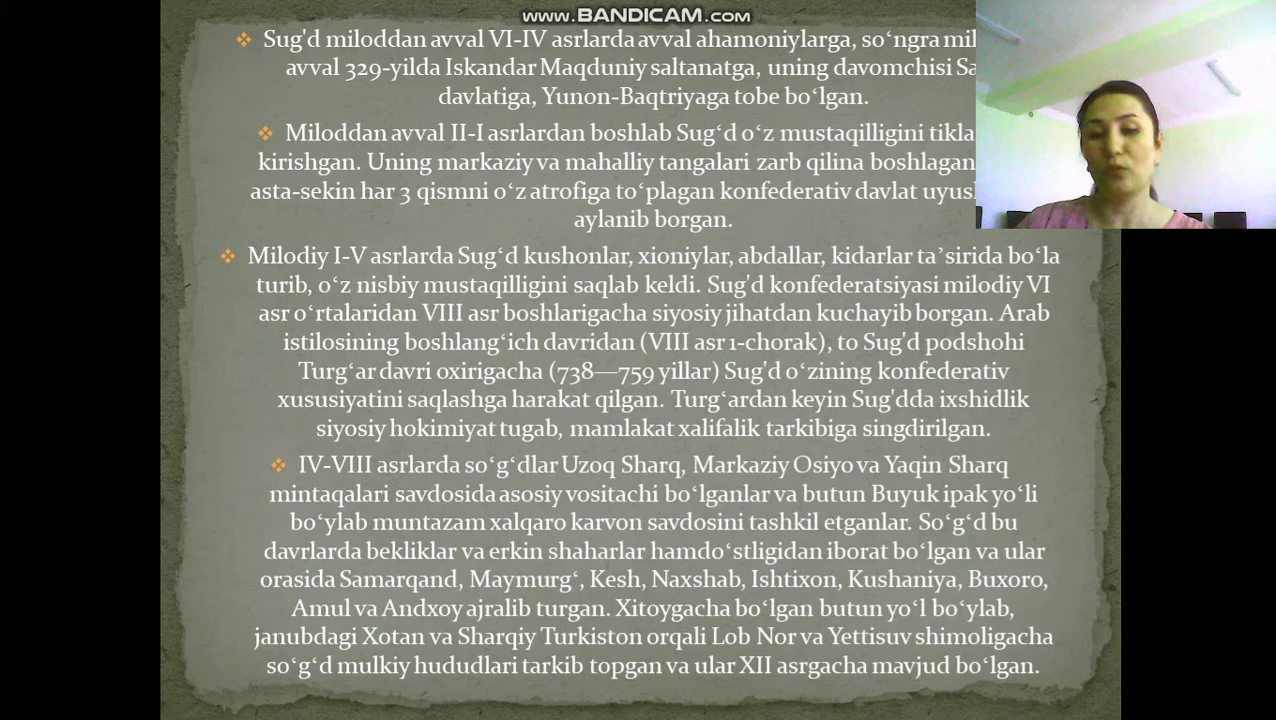 www.BANDICAM.com
Sug'd miloddan avval VI-IV asrlarda avval ahamoniylarga, so‘ngra
avval 329-yilda Iskandar Maqduniy saltanatga, uning davomchisi
davlatiga, Yunon-Baqtriyaga tobe bo‘lgan.
Miloddan avval II-I asrlardan boshlab Sug‘d o‘z mustaqilligini
kirishgan. Uning markaziy va mahalliy tangalari zarb qilina boshlagan
asta-sekin har 3 qismni o‘z atrofiga to‘plagan konfederativ davlat
aylanib borgan.
Milodiy I-V asrlarda Sug‘d kushonlar, xioniylar, abdallar, kidarlar ta’sirida bo‘la
turib, o‘z nisbiy mustaqilligini saqlab keldi. Sug'd konfederatsiyasi milodiy VI
asr o‘rtalaridan VIII asr boshlarigacha siyosiy jihatdan kuchayib borgan. Arab
istilosining boshlang‘ich davridan (VIII asr 1-chorak), to Sug'd podshohi
Turg‘ar davri oxirigacha (738—759 yillar) Sug'd o‘zining konfederativ
xususiyatini saqlashga harakat qilgan. Turg‘ardan keyin Sug'dda ixshidlik
siyosiy hokimiyat tugab, mamlakat xalifalik tarkibiga singdirilgan.
IV-VIII asrlarda so‘g‘dlar Uzoq Sharq, Markaziy Osiyo va Yaqin Sharq
mintaqalari savdosida asosiy vositachi bo‘lganlar va butun Buyuk ipak yo‘li
bo‘ylab muntazam xalqaro karvon savdosini tashkil etganlar. So‘g‘d bu
davrlarda bekliklar va erkin shaharlar hamdo‘stligidan iborat bo‘lgan va ular
orasida Samarqand, Maymurg‘, Kesh, Naxshab, Ishtixon, Kushaniya, Buxoro,
Amul va Andxoy ajralib turgan. Xitoygacha bo‘lgan butun yo‘l bo‘ylab,
janubdagi Xotan va Sharqiy Turkiston orqali Lob Nor va Yettisuv shimoligacha
so‘g‘d mulkiy hududlari tarkib topgan va ular XII asrgacha mavjud bo‘lgan.